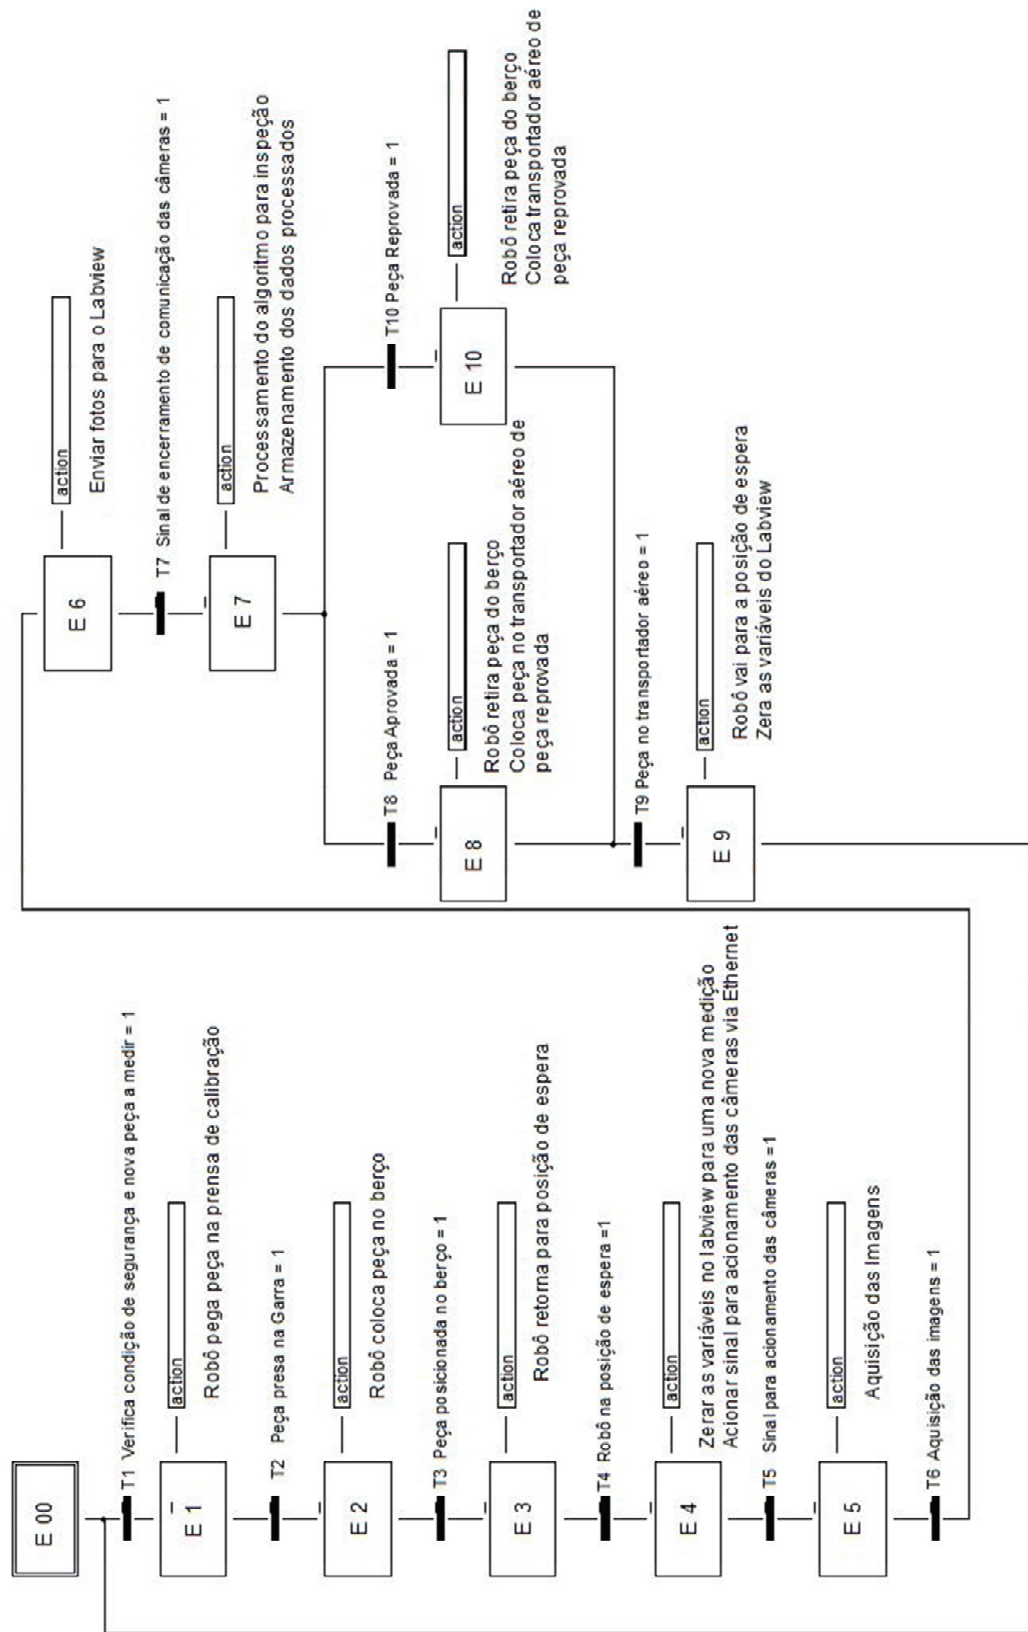 E 00
T1 Verifica condição de segurança e nova peça a medir = 1
E 1
action
Robô pega peça na prensa de calibração
T2 Peça presa na Garra = 1
E 2
action
Robô coloca peça no berço
T3 Peça posicionada no berço = 1
E 3
action
Robô retorna para posição de espera
T4 Robô na posição de espera =1
E 4
action
Zerar as variáveis no labview para uma nova medição
Acionar sinal para acionamento das câmeras via Ethernet
T5 Sinal para acionamento das câmeras =1
E 5
action
Aquisição das Imagens
T6 Aquisição das imagens = 1
E 6
action
Enviar fotos para o Labview
T7 Sinal de encerramento de comunicação das câmeras = 1
E 7
action
Processamento do algoritmo para inspeção
Armazenamento dos dados processados
T8 Peça Aprovada = 1
E 8
action
Robô retira peça do berço
Coloca peça no transportador aéreo de
peça reprovada
T10 Peça Reprovada = 1
E 10
action
Robô retira peça do berço
Coloca transportador aéreo de
peça reprovada
T9 Peça no transportador aéreo = 1
E 9
action
Robô vai para a posição de espera
Zera as variáveis do Labview